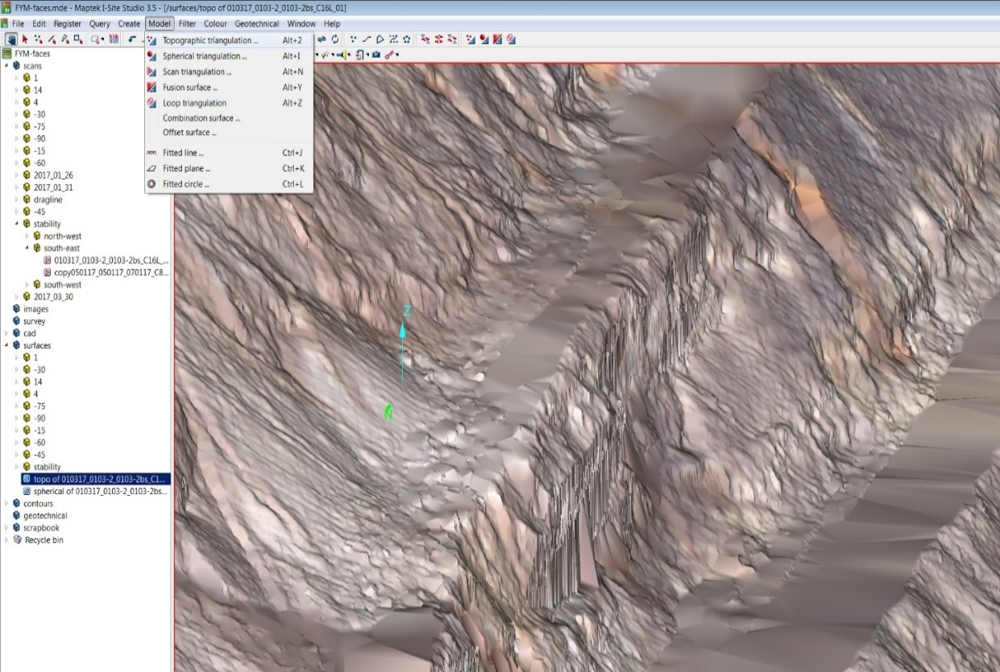 FYM-faces.mde - Maptek I-Site Studio 3.5 - [/surfaces/topo of 010317_0103-2_0103-2bs_C16L_01]
File Edit Register Query Create Model Filter Colour Geotechnical Window Help
Topographic triangulation ... Alt+2
Spherical triangulation ... Alt+I
Scan triangulation ... Alt+N
Fusion surface ... Alt+Y
Loop triangulation Alt+Z
Combination surface ...
Offset surface ...
Fitted line ... Ctrl+J
Fitted plane ... Ctrl+K
Fitted circle ... Ctrl+L
FYM-faces
scans
1
14
4
-30
-75
-90
-15
-60
2017_01_26
2017_01_31
dragline
-45
stability
north-west
south-east
010317_0103-2_0103-2bs_C16L_...
copy050117_050117_070117_C8...
south-west
2017_03_30
images
survey
cad
surfaces
1
-30
14
4
-75
-90
-15
-60
-45
stability
topo of 010317_0103-2_0103-2bs_C1...
spherical of 010317_0103-2_0103-2bs...
contours
geotechnical
scrapbook
Recycle bin
Z
N